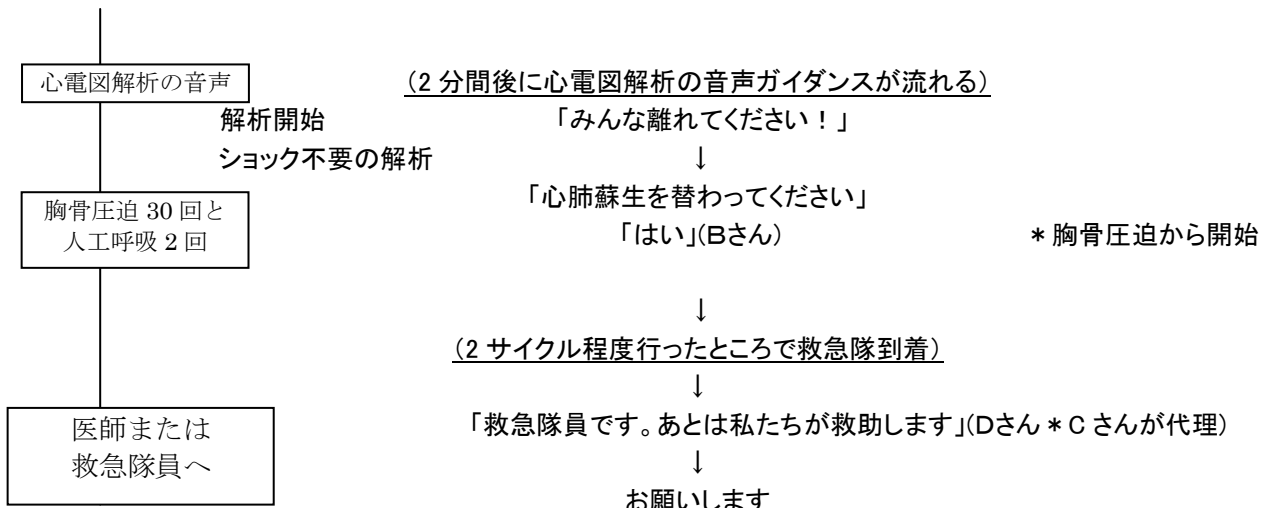 心電図解析の音声
(2 分間後に心電図解析の音声ガイダンスが流れる)
解析開始
「みんな離れてください！」
ショック不要の解析
↓
胸骨圧迫 30 回と
人工呼吸 2 回
「心肺蘇生を替わってください」
「はい」(Bさん)
＊胸骨圧迫から開始
↓
(2 サイクル程度行ったところで救急隊到着)
↓
医師または
救急隊員へ
「救急隊員です。あとは私たちが救助します」(Dさん＊C さんが代理)
↓
お願いします